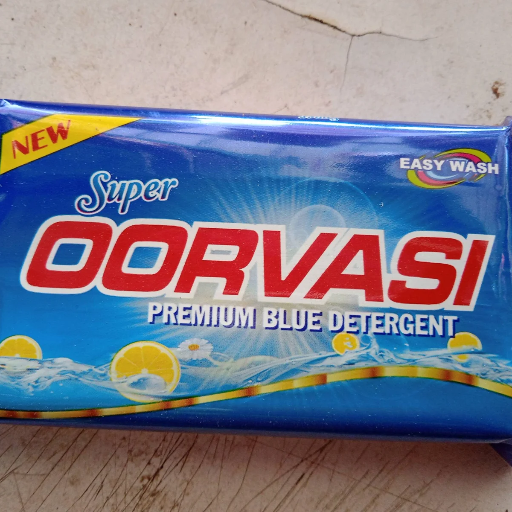 NEW
EASY WASH
Super
OORVASI
PREMIUM BLUE DETERGENT